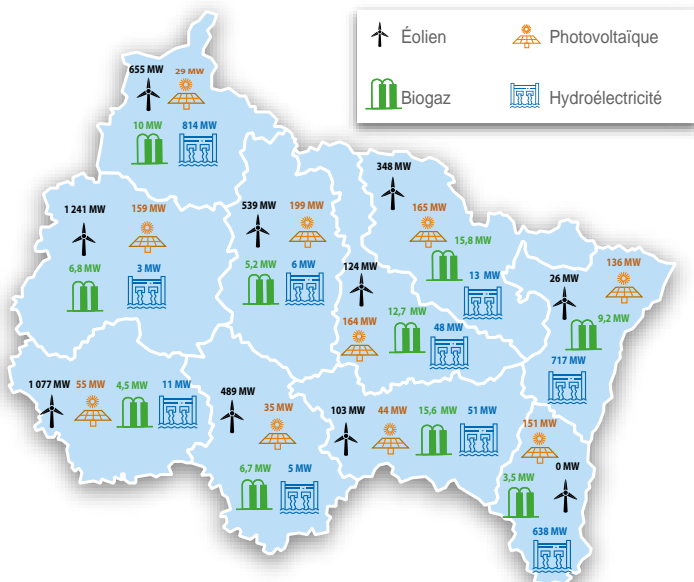 Éolien
Photovoltaïque
Biogaz
Hydroélectricité
655 MW
29 MW
10 MW
814 MW
1 241 MW
159 MW
6,8 MW
3 MW
539 MW
199 MW
5,2 MW
6 MW
348 MW
165 MW
15,8 MW
13 MW
124 MW
164 MW
12,7 MW
48 MW
26 MW
136 MW
9,2 MW
717 MW
1 077 MW
55 MW
4,5 MW
11 MW
489 MW
35 MW
6,7 MW
5 MW
103 MW
44 MW
15,6 MW
51 MW
151 MW
0 MW
3,5 MW
638 MW